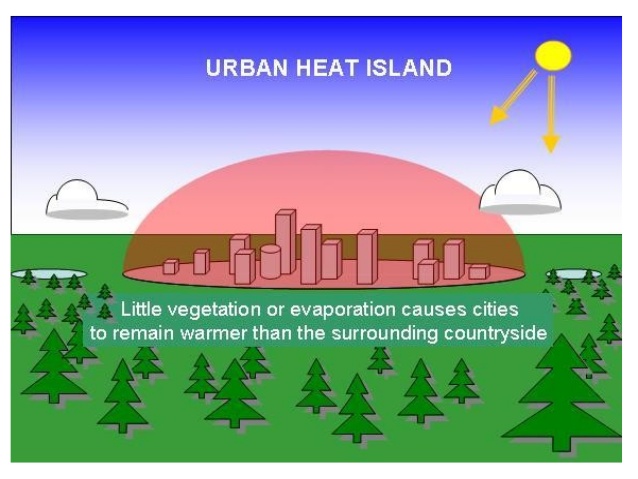 URBAN HEAT ISLAND
Little vegetation or evaporation causes cities
to remain warmer than the surrounding countryside